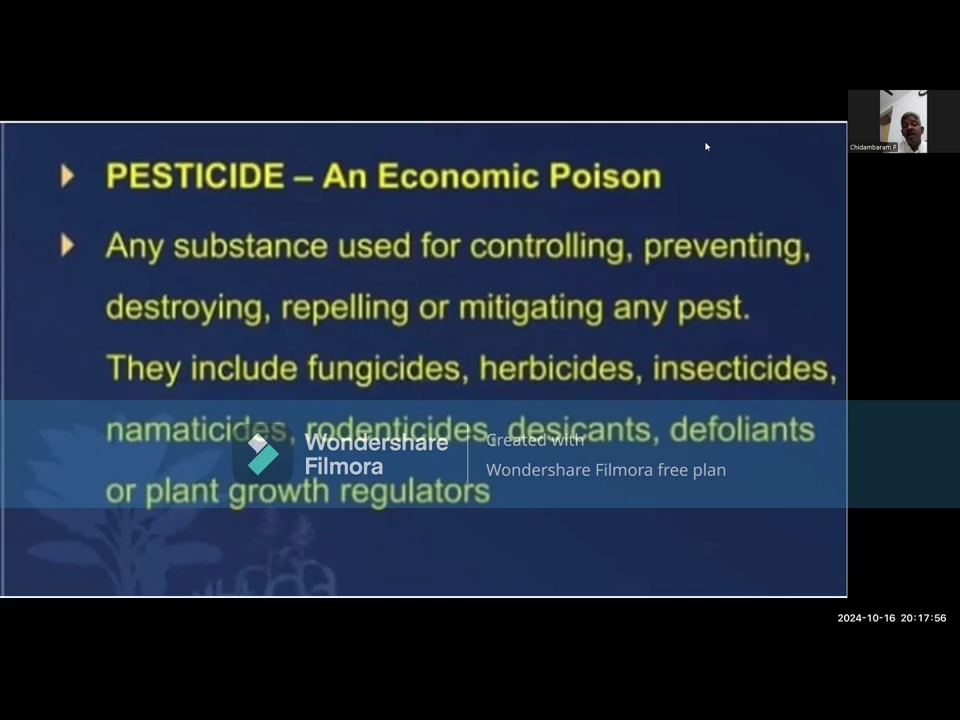 PESTICIDE – An Economic Poison
Any substance used for controlling, preventing,
destroying, repelling or mitigating any pest.
They include fungicides, herbicides, insecticides,
namaticides, rodenticides, desicants, defoliants
or plant growth regulators
Wondershare
Filmora
Created with
Wondershare Filmora free plan
Chidambaram P
2024-10-16 20:17:56